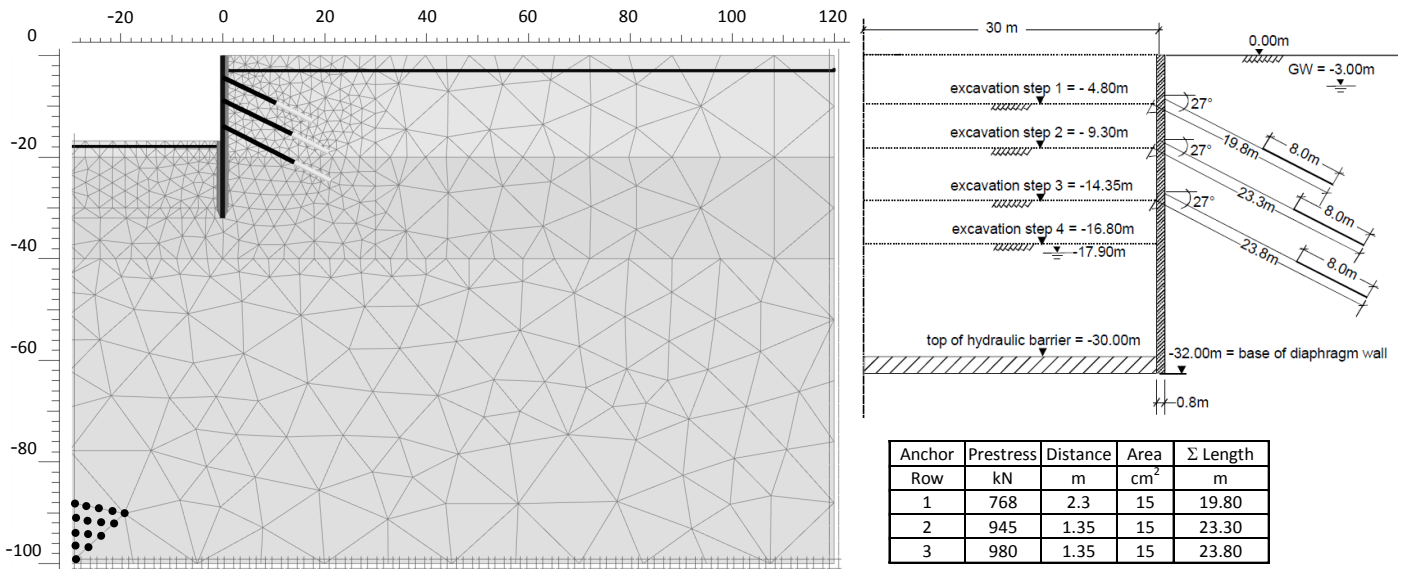 -20 0 20 40 60 80 100 120
0
-20
-40
-60
-80
-100
30 m
0.00m
GW = -3.00m
excavation step 1 = - 4.80m
27°
19.8m
8.0m
excavation step 2 = - 9.30m
27°
23.3m
8.0m
excavation step 3 = -14.35m
27°
23.8m
8.0m
excavation step 4 = -16.80m
-17.90m
top of hydraulic barrier = -30.00m
-32.00m = base of diaphragm wall
0.8m
Anchor Prestress Distance Area Σ Length
Row kN m cm² m
1 768 2.3 15 19.80
2 945 1.35 15 23.30
3 980 1.35 15 23.80